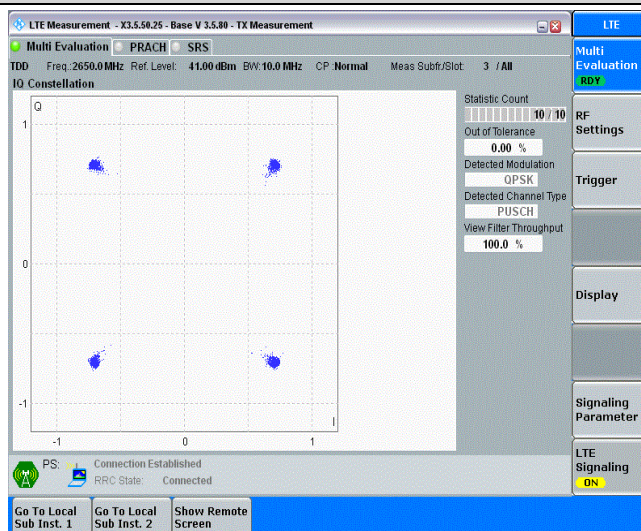 LTE Measurement - X3.5.50.25 - Base V 3.5.80 - TX Measurement
LTE
Multi Evaluation
PRACH
SRS
TDD Freq.:2650.0 MHz Ref. Level: 41.00 dBm BW:10.0 MHz CP :Normal Meas Subfr./Slot: 3 / All
IQ Constellation
Q
1
0
-1
I
-1 0 1
Statistic Count
10 / 10
Out of Tolerance
0.00 %
Detected Modulation
QPSK
Detected Channel Type
PUSCH
View Filter Throughput
100.0 %
Multi
Evaluation
RDY
RF
Settings
Trigger
Display
Signaling
Parameter
LTE
Signaling
ON
PS: Connection Established
RRC State: Connected
Go To Local
Sub Inst. 1
Go To Local
Sub Inst. 2
Show Remote
Screen